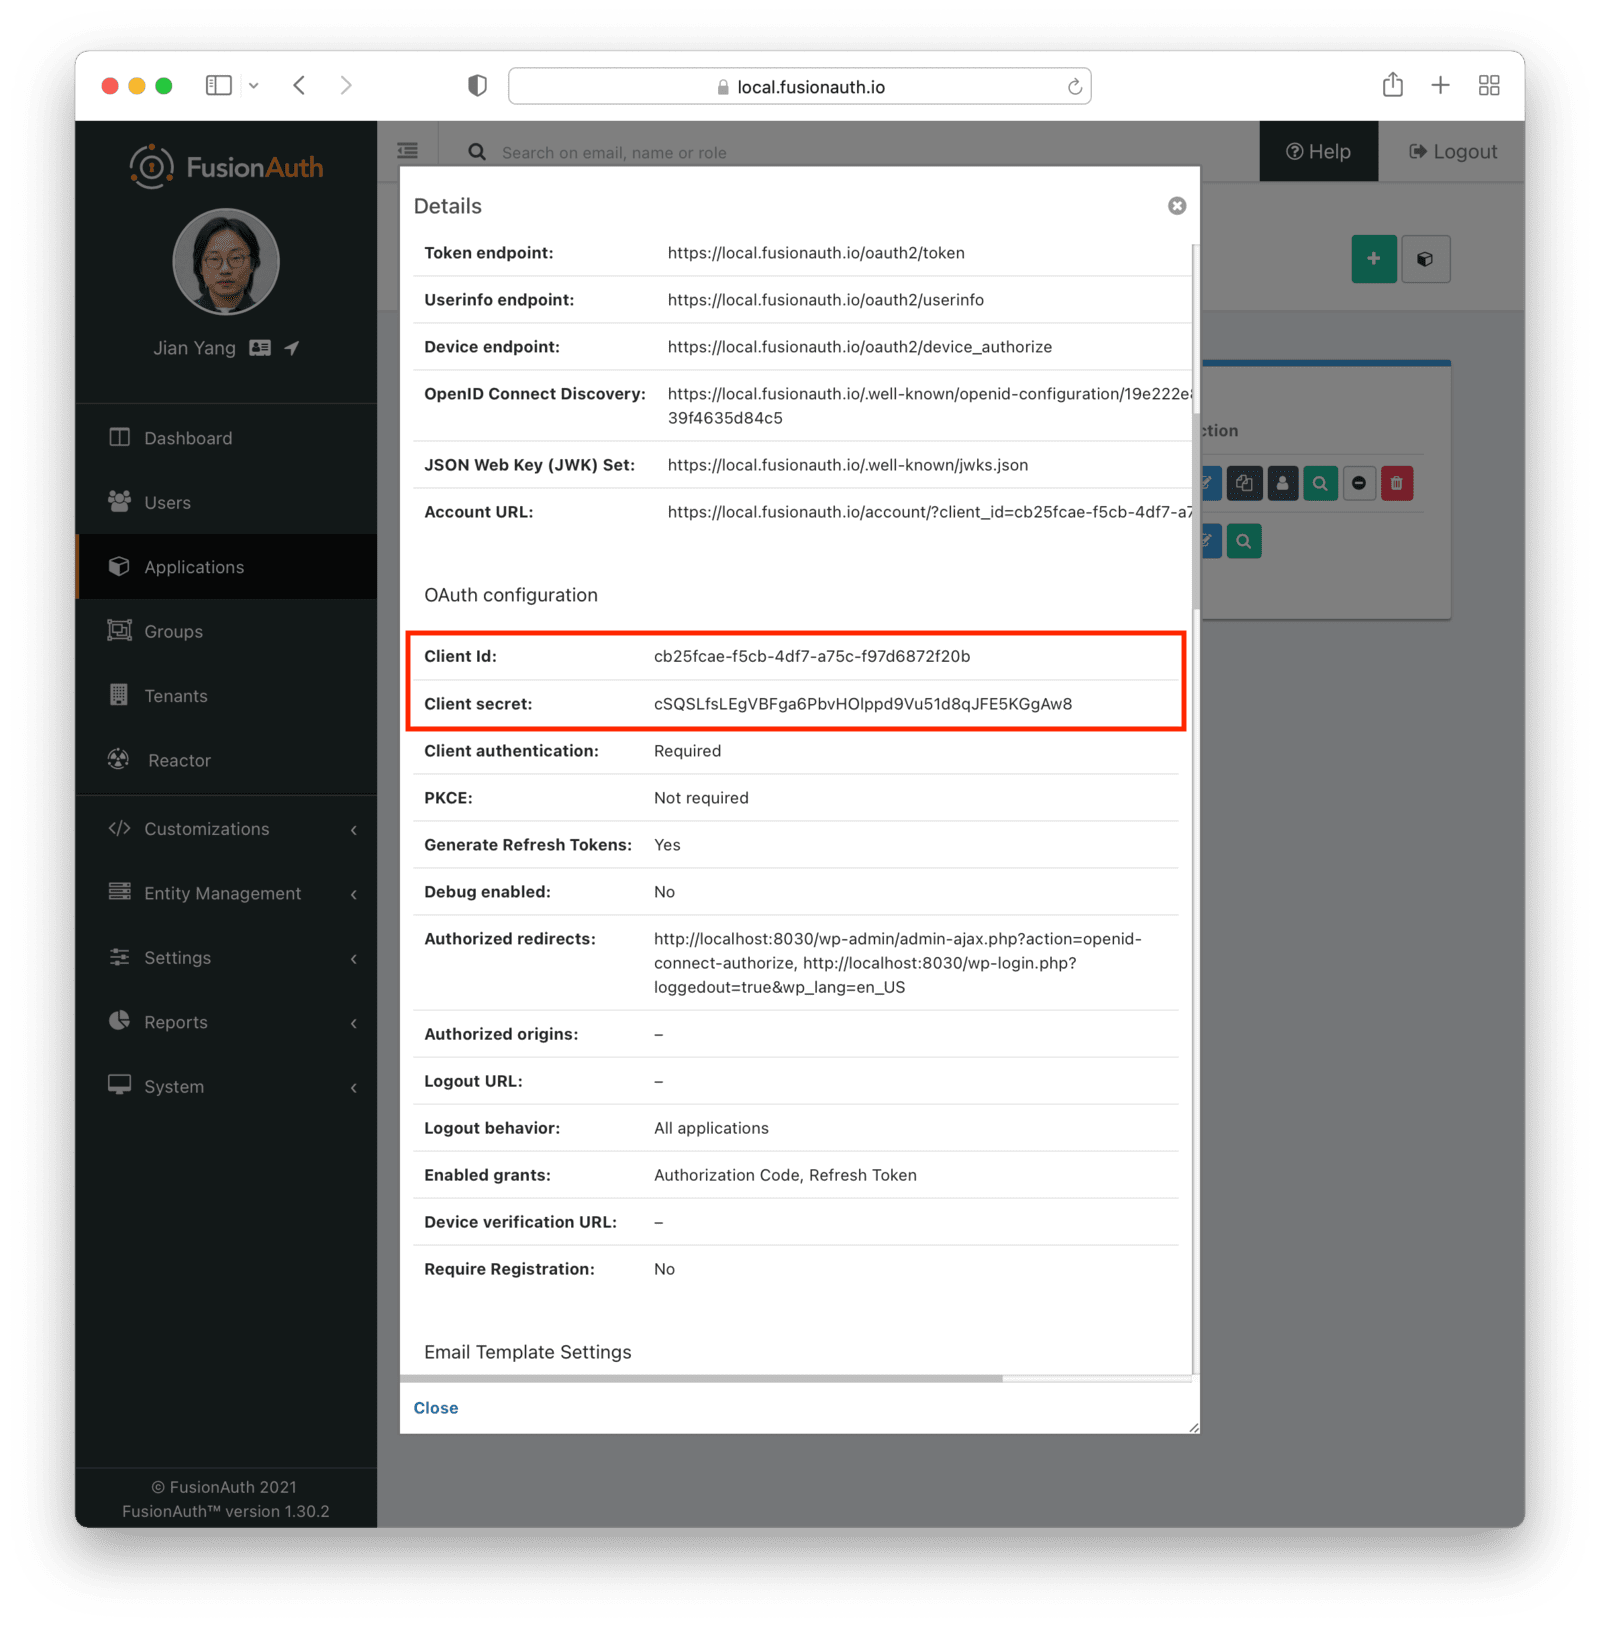 local.fusionauth.io
FusionAuth
Search on email, name or role
Help
Logout
Jian Yang
Dashboard
Users
Applications
Groups
Tenants
Reactor
Customizations
Entity Management
Settings
Reports
System
© FusionAuth 2021
FusionAuth™ version 1.30.2
Details
Token endpoint: https://local.fusionauth.io/oauth2/token
Userinfo endpoint: https://local.fusionauth.io/oauth2/userinfo
Device endpoint: https://local.fusionauth.io/oauth2/device_authorize
OpenID Connect Discovery: https://local.fusionauth.io/.well-known/openid-configuration/19e222e
39f4635d84c5
JSON Web Key (JWK) Set: https://local.fusionauth.io/.well-known/jwks.json
Account URL: https://local.fusionauth.io/account/?client_id=cb25fcae-f5cb-4df7-a7
OAuth configuration
Client Id: cb25fcae-f5cb-4df7-a75c-f97d6872f20b
Client secret: cSQSLfsLEgVBFga6PbvHOlppd9Vu51d8qJFE5KGgAw8
Client authentication: Required
PKCE: Not required
Generate Refresh Tokens: Yes
Debug enabled: No
Authorized redirects: http://localhost:8030/wp-admin/admin-ajax.php?action=openid-
connect-authorize, http://localhost:8030/wp-login.php?
loggedout=true&wp_lang=en_US
Authorized origins: –
Logout URL: –
Logout behavior: All applications
Enabled grants: Authorization Code, Refresh Token
Device verification URL: –
Require Registration: No
Email Template Settings
Close
ction